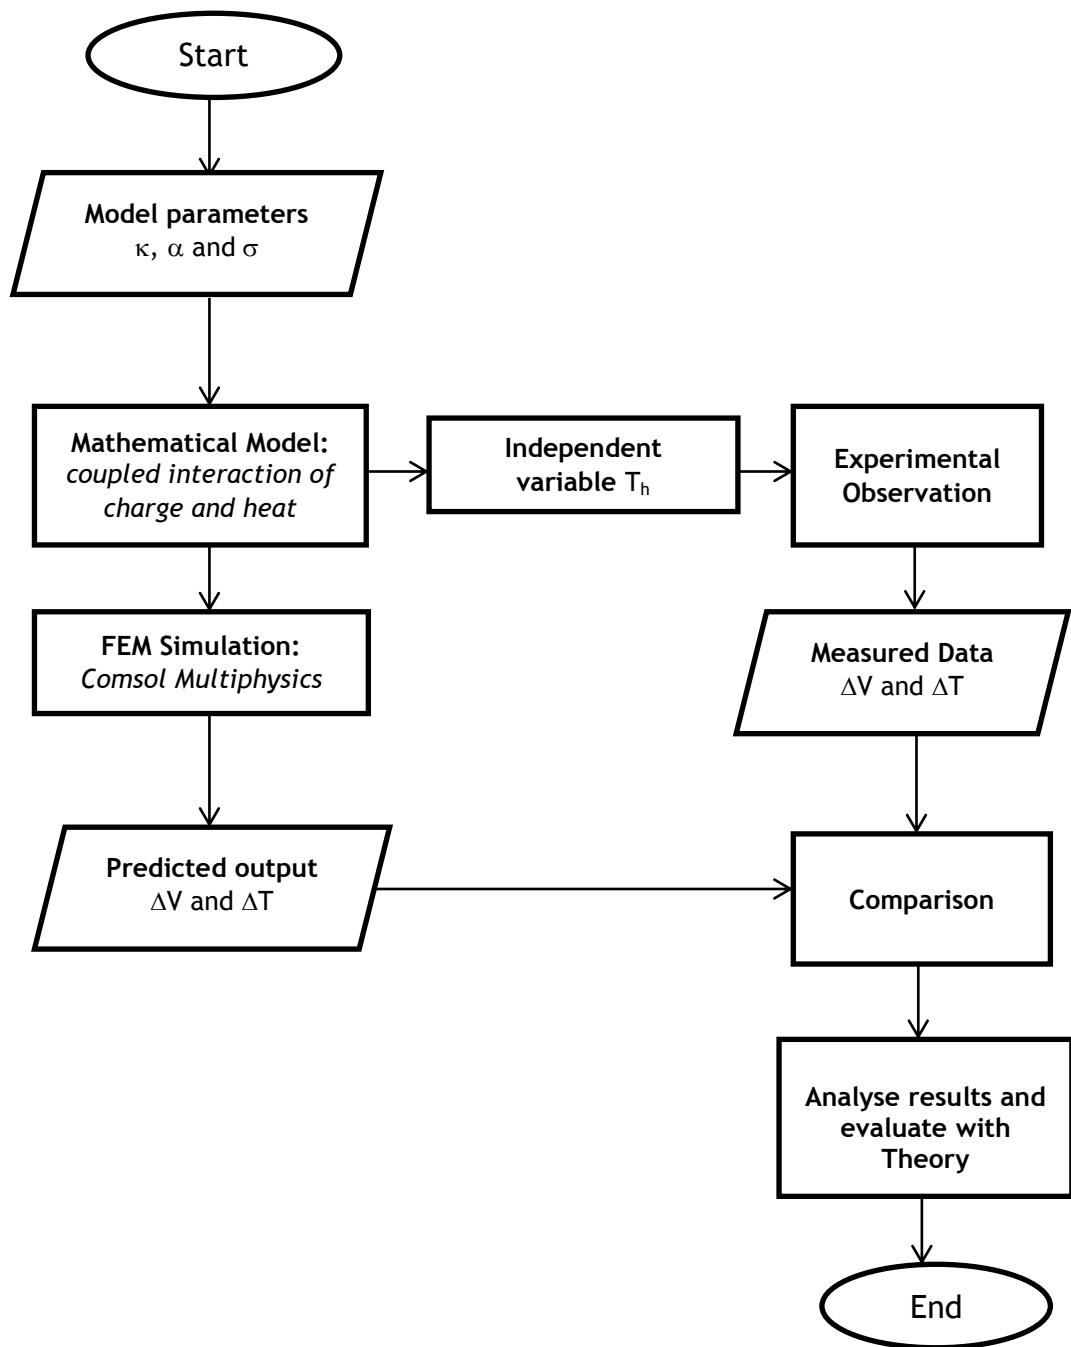 Start
Model parameters
κ, α and σ
Mathematical Model:
coupled interaction of
charge and heat
Independent
variable Tₕ
Experimental
Observation
FEM Simulation:
Comsol Multiphysics
Measured Data
ΔV and ΔT
Predicted output
ΔV and ΔT
Comparison
Analyse results and
evaluate with
Theory
End